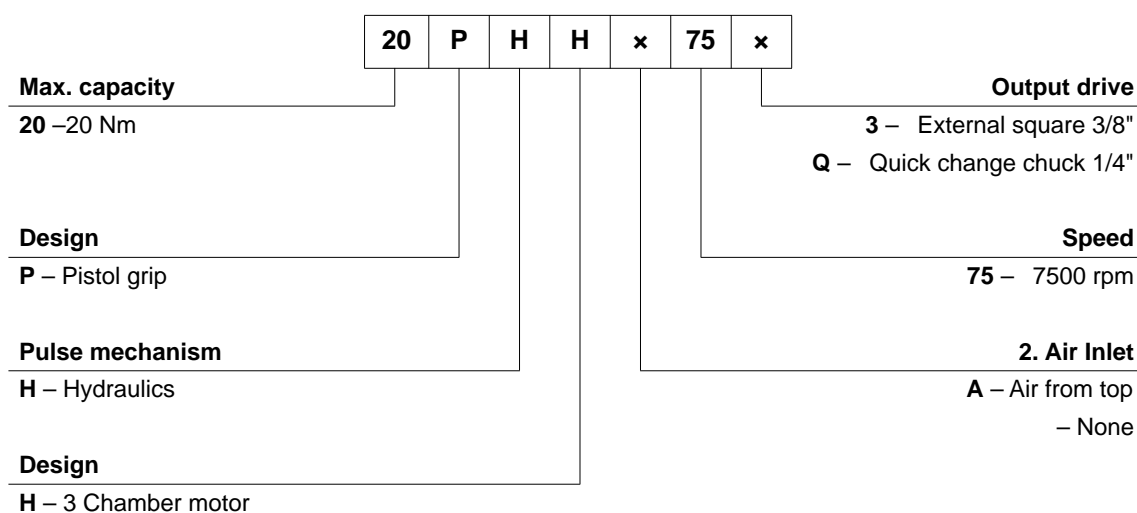 20 P H H × 75 ×
Max. capacity
20 –20 Nm
Design
P – Pistol grip
Pulse mechanism
H – Hydraulics
Design
H – 3 Chamber motor
Output drive
3 – External square 3/8"
Q – Quick change chuck 1/4"
Speed
75 – 7500 rpm
2. Air Inlet
A – Air from top
– None